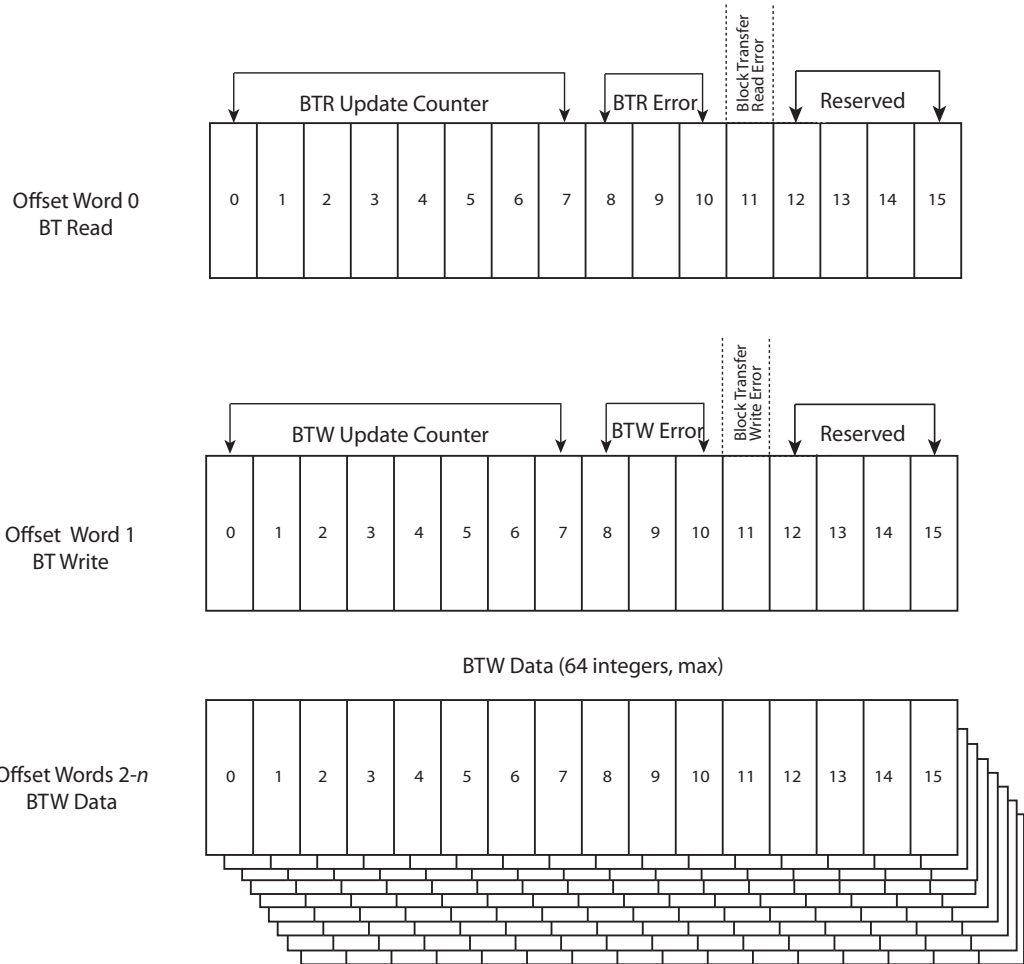 Block Transfer
Read Error
BTR Update Counter
BTR Error
Reserved
Offset Word 0
BT Read
0 1 2 3 4 5 6 7 8 9 10 11 12 13 14 15
Block Transfer
Write Error
BTW Update Counter
BTW Error
Reserved
Offset Word 1
BT Write
0 1 2 3 4 5 6 7 8 9 10 11 12 13 14 15
BTW Data (64 integers, max)
Offset Words 2-n
BTW Data
0 1 2 3 4 5 6 7 8 9 10 11 12 13 14 15